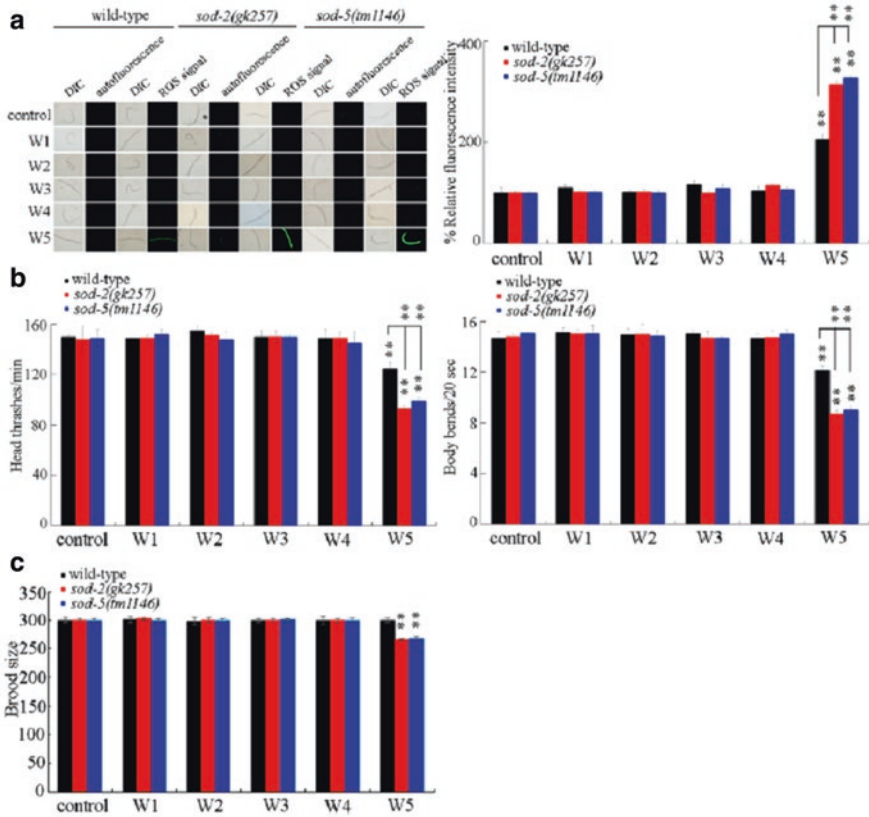 a
wild-type sod-2(gk257) sod-5(tm1146)
DIC autofluorescence DIC ROS signal DIC autofluorescence DIC ROS signal DIC autofluorescence DIC ROS signal
control
W1
W2
W3
W4
W5
wild-type
sod-2(gk257)
sod-5(tm1146)
% Relative fluorescence intensity
400
200
0
** ** ** ** **
control W1 W2 W3 W4 W5
b
wild-type
sod-2(gk257)
sod-5(tm1146)
Head thrashes/min
160
120
80
40
0
** ** ** ** **
control W1 W2 W3 W4 W5
wild-type
sod-2(gk257)
sod-5(tm1146)
Body bends/20 sec
16
12
8
4
0
** ** ** ** **
control W1 W2 W3 W4 W5
c
wild-type
sod-2(gk257)
sod-5(tm1146)
Brood size
350
300
250
200
150
100
50
0
** **
control W1 W2 W3 W4 W5